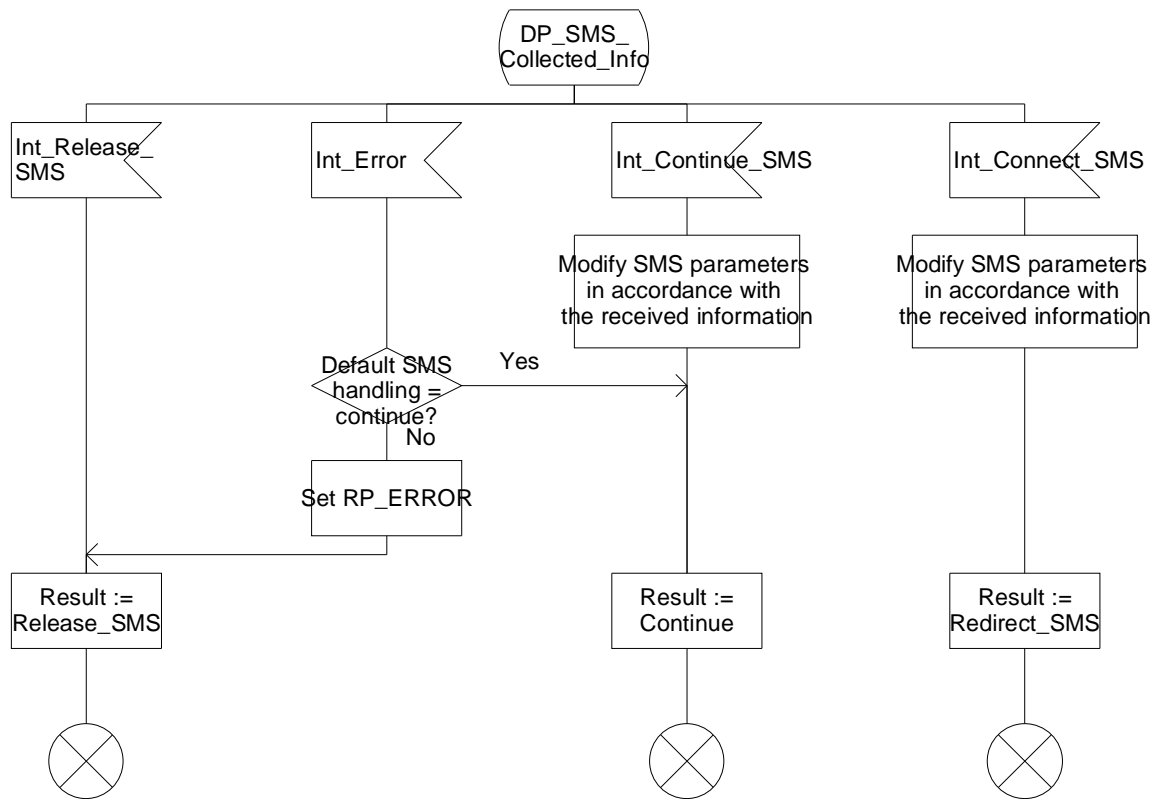 DP_SMS_
Collected_Info
Int_Release_
SMS
Int_Error
Int_Continue_SMS
Int_Connect_SMS
Modify SMS parameters
in accordance with
the received information
Modify SMS parameters
in accordance with
the received information
Default SMS
handling =
continue?
Yes
No
Set RP_ERROR
Result :=
Release_SMS
Result :=
Continue
Result :=
Redirect_SMS